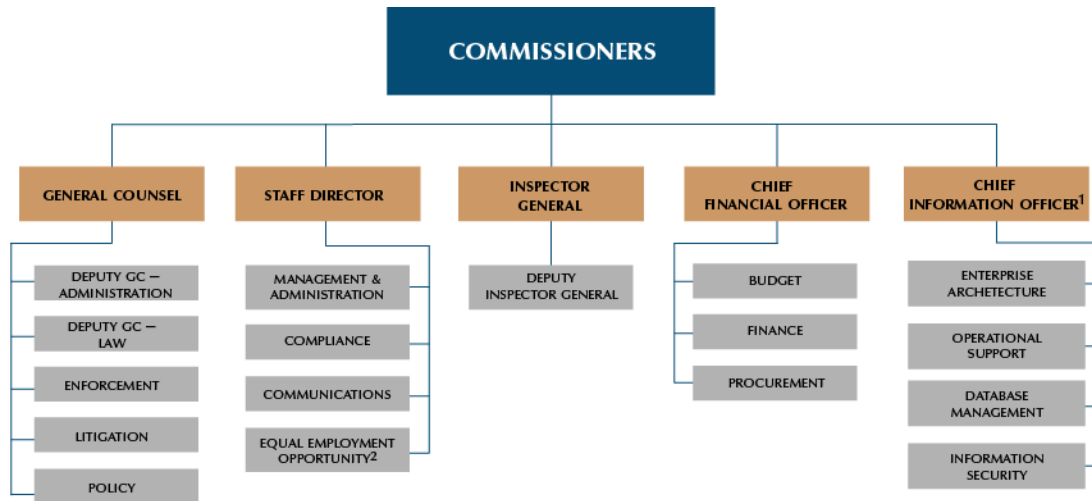 COMMISSIONERS
GENERAL COUNSEL
DEPUTY GC –
ADMINISTRATION
DEPUTY GC –
LAW
ENFORCEMENT
LITIGATION
POLICY
STAFF DIRECTOR
MANAGEMENT &
ADMINISTRATION
COMPLIANCE
COMMUNICATIONS
EQUAL EMPLOYMENT
OPPORTUNITY2
INSPECTOR
GENERAL
DEPUTY
INSPECTOR GENERAL
CHIEF
FINANCIAL OFFICER
BUDGET
FINANCE
PROCUREMENT
CHIEF
INFORMATION OFFICER1
ENTERPRISE
ARCHETECTURE
OPERATIONAL
SUPPORT
DATABASE
MANAGEMENT
INFORMATION
SECURITY